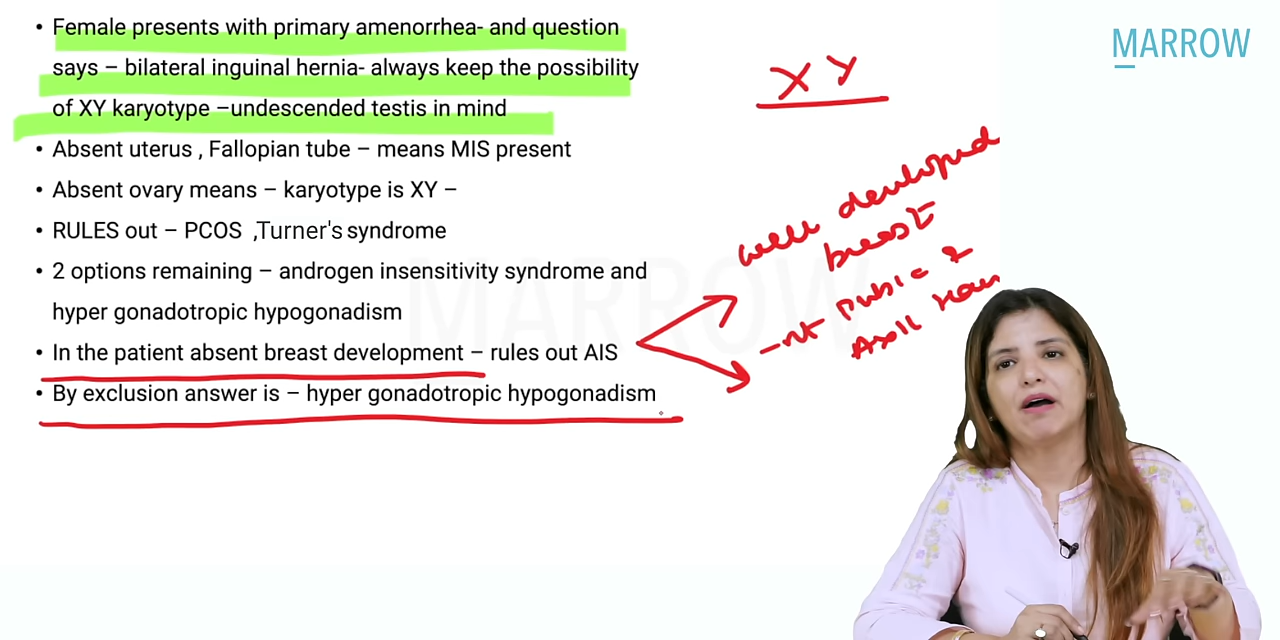 • Female presents with primary amenorrhea- and question
says – bilateral inguinal hernia- always keep the possibility
of XY karyotype –undescended testis in mind
• Absent uterus , Fallopian tube – means MIS present
• Absent ovary means – karyotype is XY –
• RULES out – PCOS ,Turner's syndrome
• 2 options remaining – androgen insensitivity syndrome and
hyper gonadotropic hypogonadism
• In the patient absent breast development – rules out AIS
• By exclusion answer is – hyper gonadotropic hypogonadism
MARROW
XY
well developed
breast
-nt pubic &
Axill
MARROW